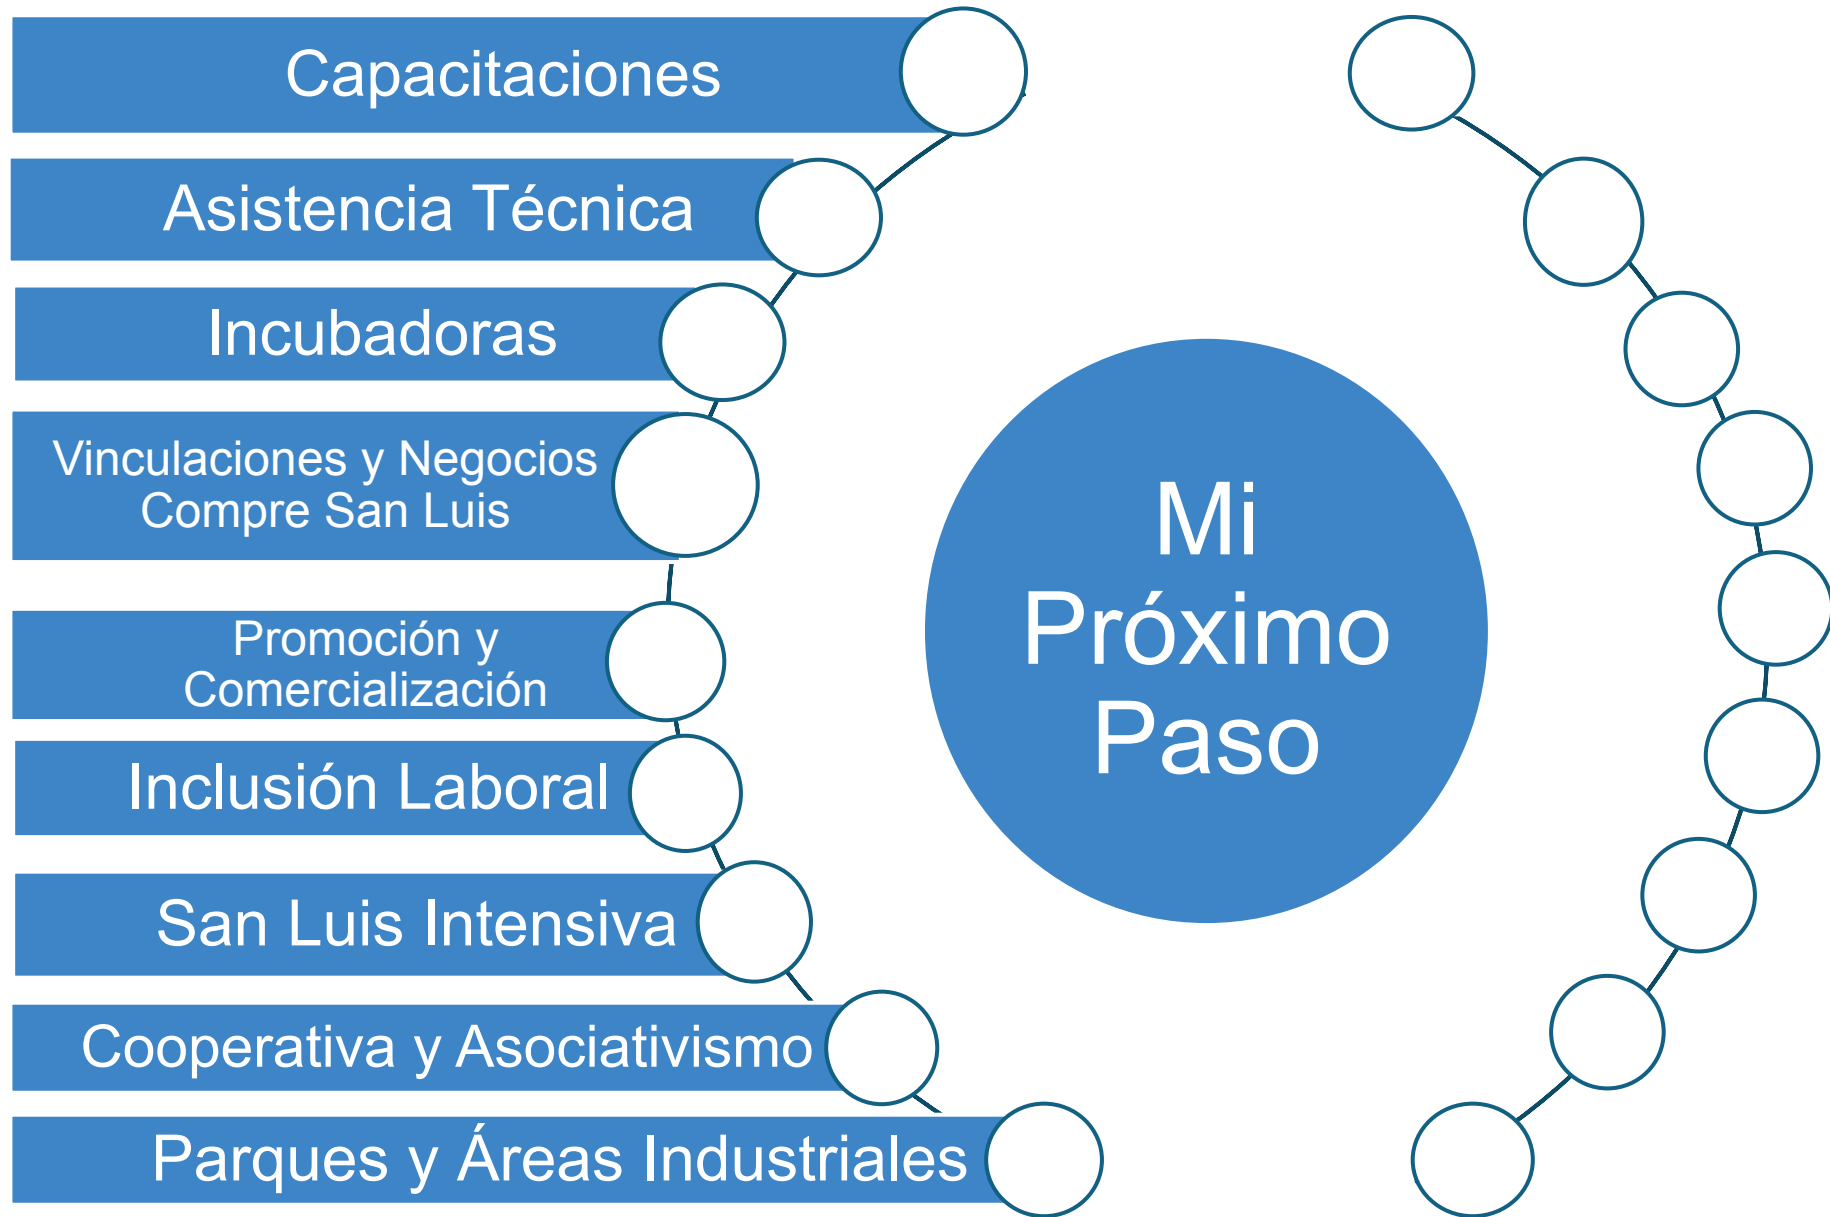 Capacitaciones
Asistencia Técnica
Incubadoras
Vinculaciones y Negocios
Compre San Luis
Promoción y
Comercialización
Inclusión Laboral
San Luis Intensiva
Cooperativa y Asociativismo
Parques y Áreas Industriales
Mi
Próximo
Paso